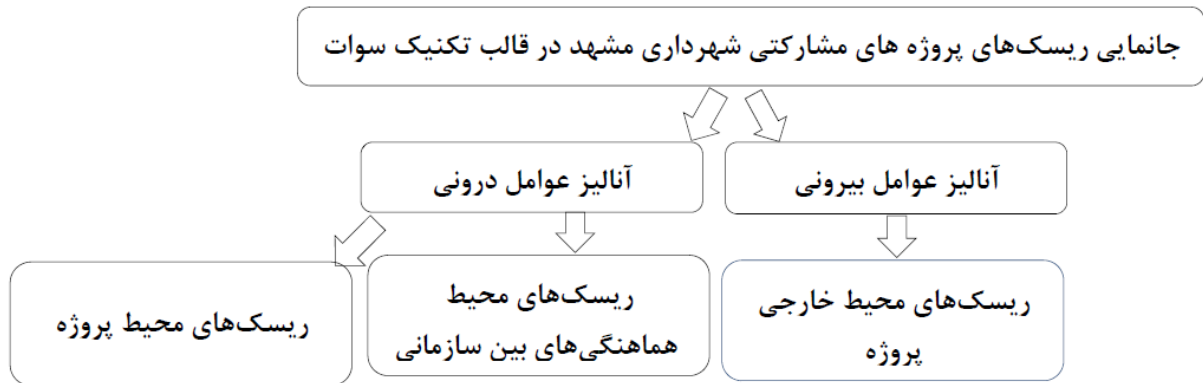 جانمایی ریسک‌های پروژه های مشارکتی شهرداری مشهد در قالب تکنیک سوات
آنالیز عوامل بیرونی
آنالیز عوامل درونی
ریسک‌های محیط خارجی
پروژه
ریسک‌های محیط
هماهنگی‌های بین سازمانی
ریسک‌های محیط پروژه